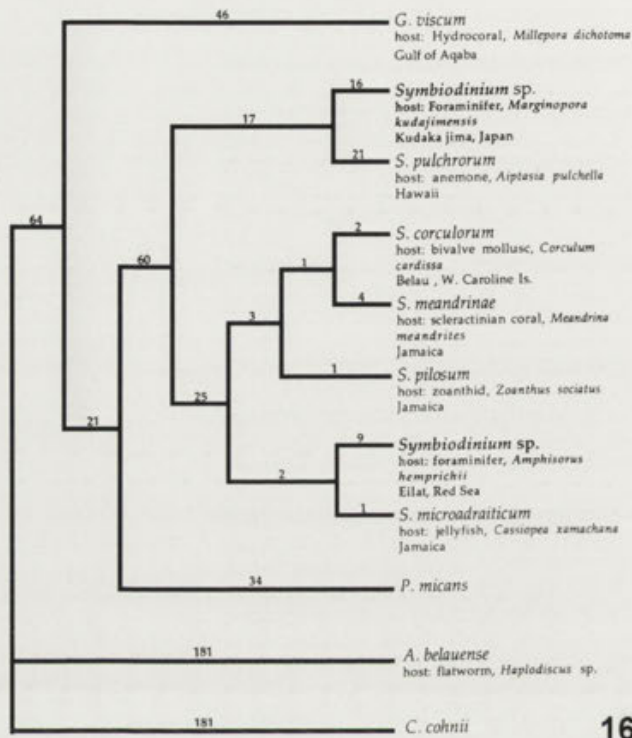 46
G. viscum
host: Hydrocoral, Millepora dichotoma
Gulf of Aqaba
16
Symbiodinium sp.
host: Foraminifer, Marginopora
kudajimensis
Kudaka jima, Japan
17
21
S. pulchrorum
host: anemone, Aiptasia pulchella
Hawaii
64
2
S. corculorum
host: bivalve mollusc, Corculum
cardissa
Belau , W. Caroline Is.
60
1
4
S. meandrinae
host: scleractinian coral, Meandrina
meandrites
Jamaica
3
1
S. pilosum
host: zoanthid, Zoanthus sociatus
Jamaica
25
21
9
Symbiodinium sp.
host: foraminifer, Amphisorus
hemprichii
Eilat, Red Sea
2
1
S. microadraiticum
host: jellyfish, Cassiopea xamachana
Jamaica
34
P. micans
181
A. belauense
host: flatworm, Haplodiscus sp.
181
C. cohnii
16